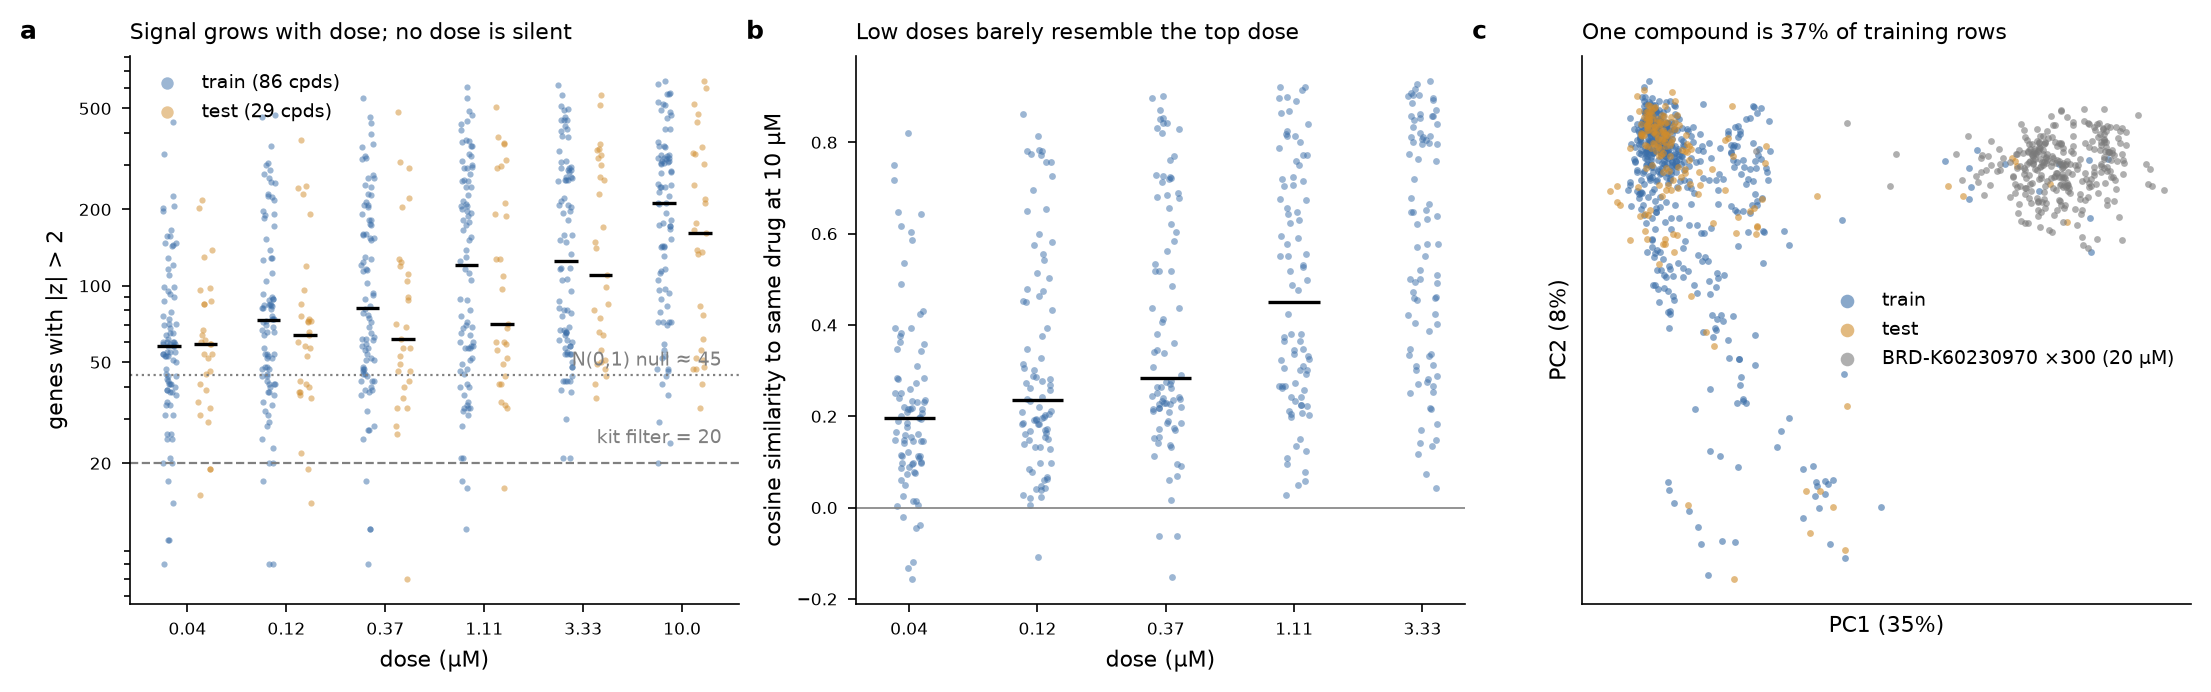 a
Signal grows with dose; no dose is silent
train (86 cpds)
test (29 cpds)
500
200
100
50
20
N(0,1) null ≈ 45
kit filter = 20
genes with |z| > 2
0.04
0.12
0.37
1.11
3.33
10.0
dose (μM)
b
Low doses barely resemble the top dose
0.8
0.6
0.4
0.2
0.0
−0.2
cosine similarity to same drug at 10 μM
0.04
0.12
0.37
1.11
3.33
dose (μM)
c
One compound is 37% of training rows
train
test
BRD-K60230970 ×300 (20 μM)
PC2 (8%)
PC1 (35%)